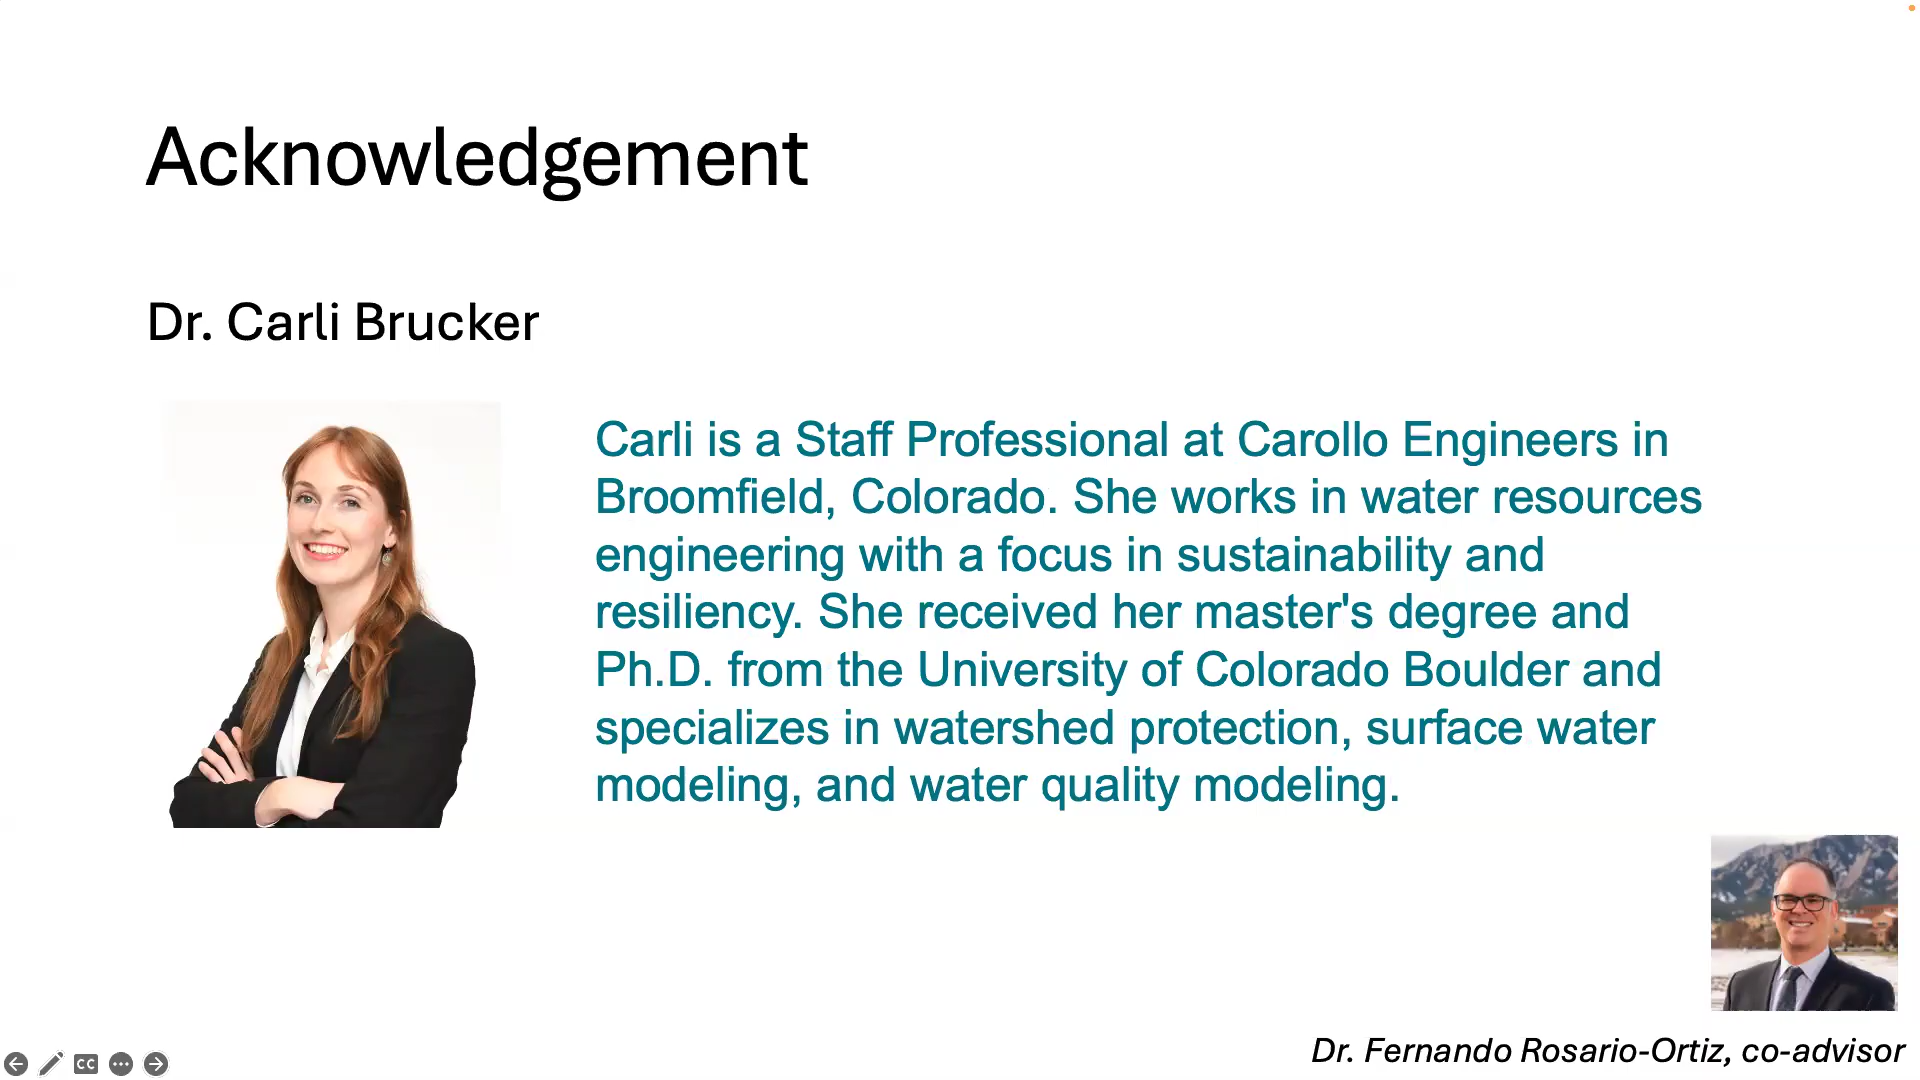 Acknowledgement
Dr. Carli Brucker
Carli is a Staff Professional at Carollo Engineers in
Broomfield, Colorado. She works in water resources
engineering with a focus in sustainability and
resiliency. She received her master's degree and
Ph.D. from the University of Colorado Boulder and
specializes in watershed protection, surface water
modeling, and water quality modeling.
Dr. Fernando Rosario-Ortiz, co-advisor
CC